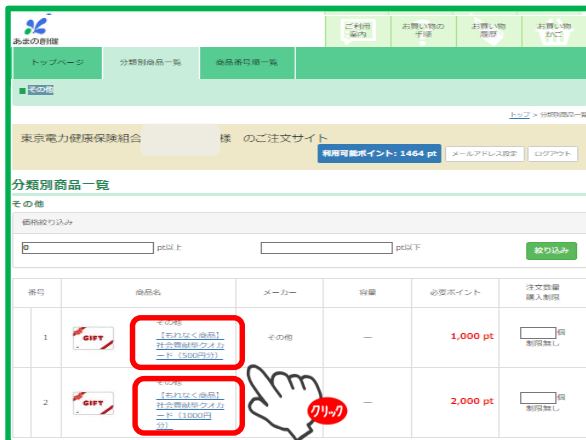 あまの創健
ご利用
案内
お買い物の
手順
お買い物
履歴
お買い物
かご
トップページ
分類別商品一覧
商品番号順一覧
■ その他
トップ > 分類別商品一覧
東京電力健康保険組合 様 のご注文サイト
利用可能ポイント: 1464 pt
メールアドレス設定
ログアウト
分類別商品一覧
その他
価格絞り込み
0 pt以上 pt以下
絞り込み
番号 商品名 メーカー 容量 必要ポイント 注文数量
購入制限
1
GIFT
その他
【もれなく商品】
社会貢献型クオカ
ード（500円分）
その他
―
1,000 pt
個
制限無し
2
GIFT
その他
【もれなく商品】
社会貢献型クオカ
ード（1000円
分）
―
2,000 pt
個
制限無し
クリック